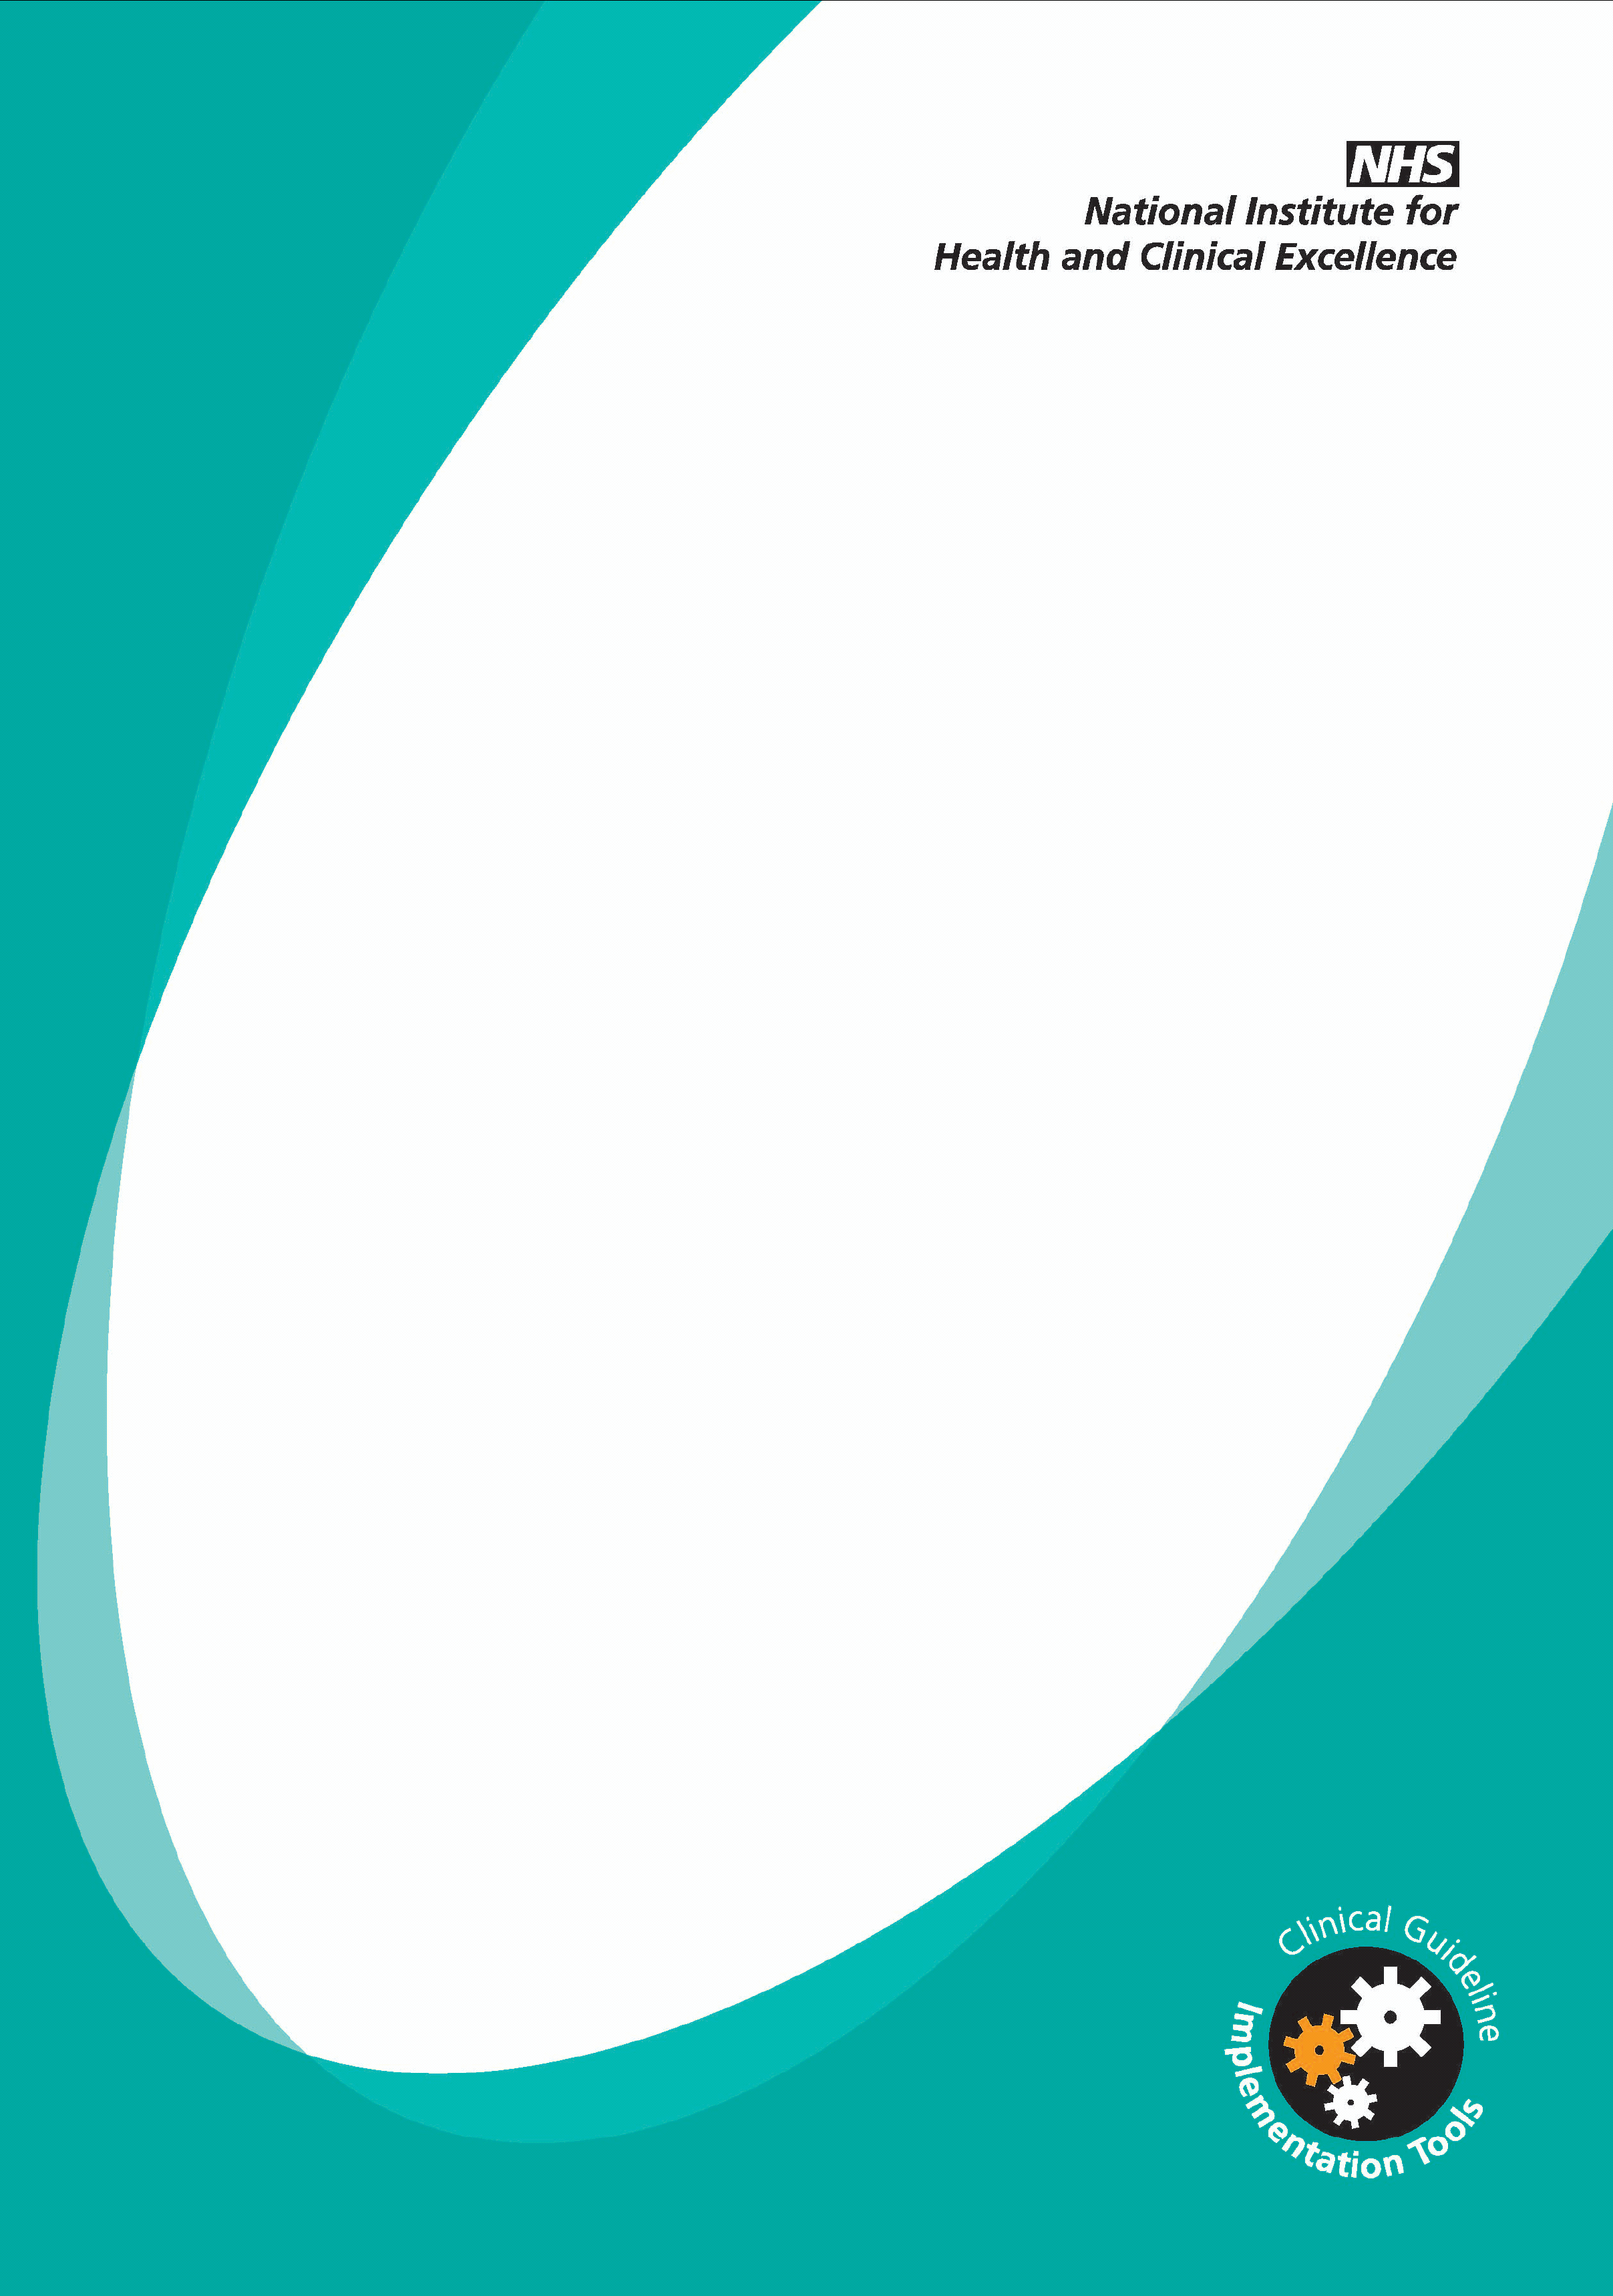 NHS
National Institute for
Health and Clinical Excellence
Clinical Guideline
Implementation Tools